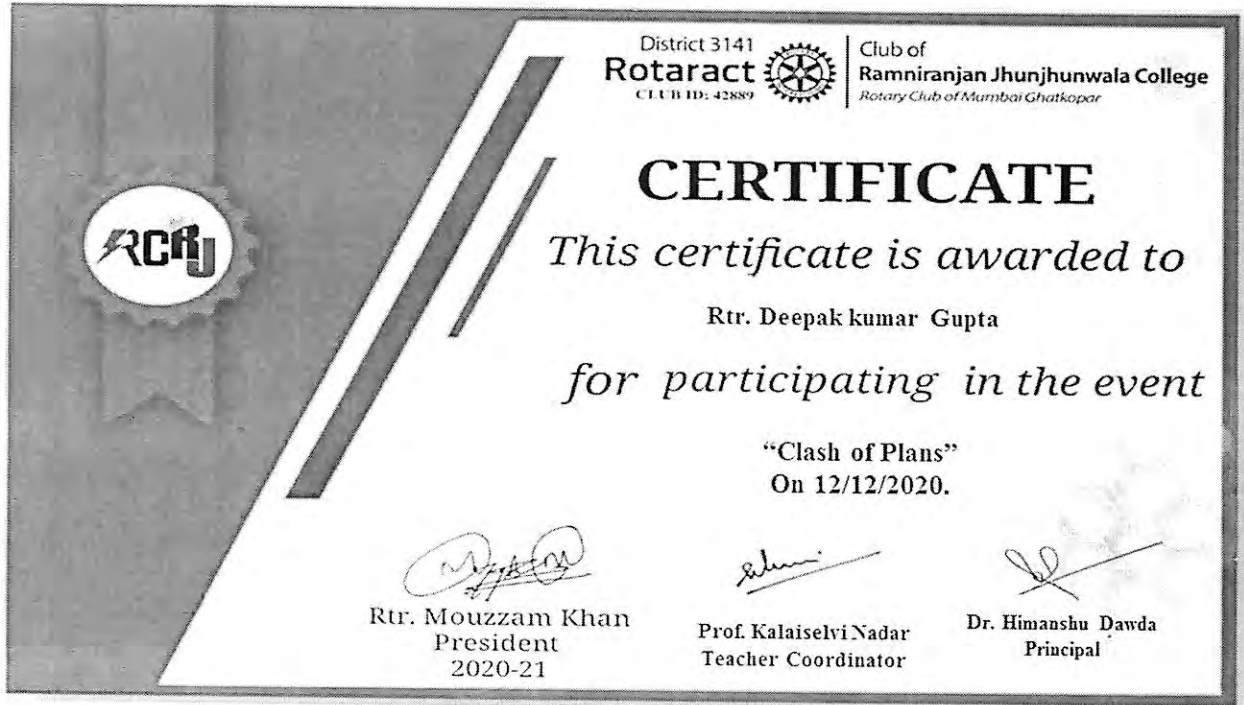 District 3141
Rotaract
CLUB ID: 42889
Club of
Ramniranjan Jhunjhunwala College
Rotary Club of Mumbai Ghatkopar
RCRJ
CERTIFICATE
This certificate is awarded to
Rtr. Deepak kumar Gupta
for participating in the event
“Clash of Plans”
On 12/12/2020.
Rtr. Mouzzam Khan
President
2020-21
Prof. Kalaiselvi Nadar
Teacher Coordinator
Dr. Himanshu Dawda
Principal